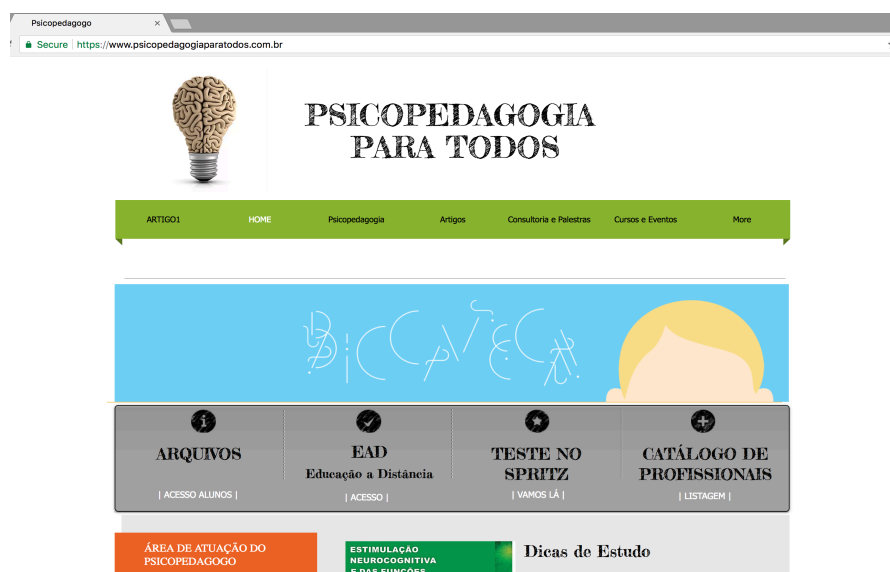 Psicopedagogo
Secure https://www.psicopedagogiaparatodos.com.br
PSICOPEDAGOGIA
PARA TODOS
ARTIGO1 HOME Psicopedagogia Artigos Consultoria e Palestras Cursos e Eventos More
ARQUIVOS
| ACESSO ALUNOS |
EAD
Educação a Distância
| ACESSO |
TESTE NO
SPRITZ
| VAMOS LÁ |
CATÁLOGO DE
PROFISSIONAIS
| LISTAGEM |
ÁREA DE ATUAÇÃO DO
PSICOPEDAGOGO
ESTIMULAÇÃO
NEUROCOGNITIVA
E DAS FUNÇÕES
Dicas de Estudo